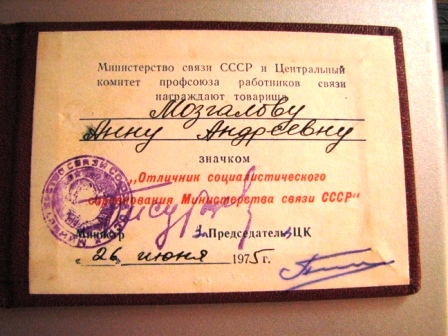 Министерство связи СССР и Центральный
комитет профсоюза работников связи
награждают товарища
Мозгалову
Анну Андреевну
значком
„Отличник социалистического
соревнования Министерства связи СССР"
Министр Председатель ЦК
„26 июня 1975 г.